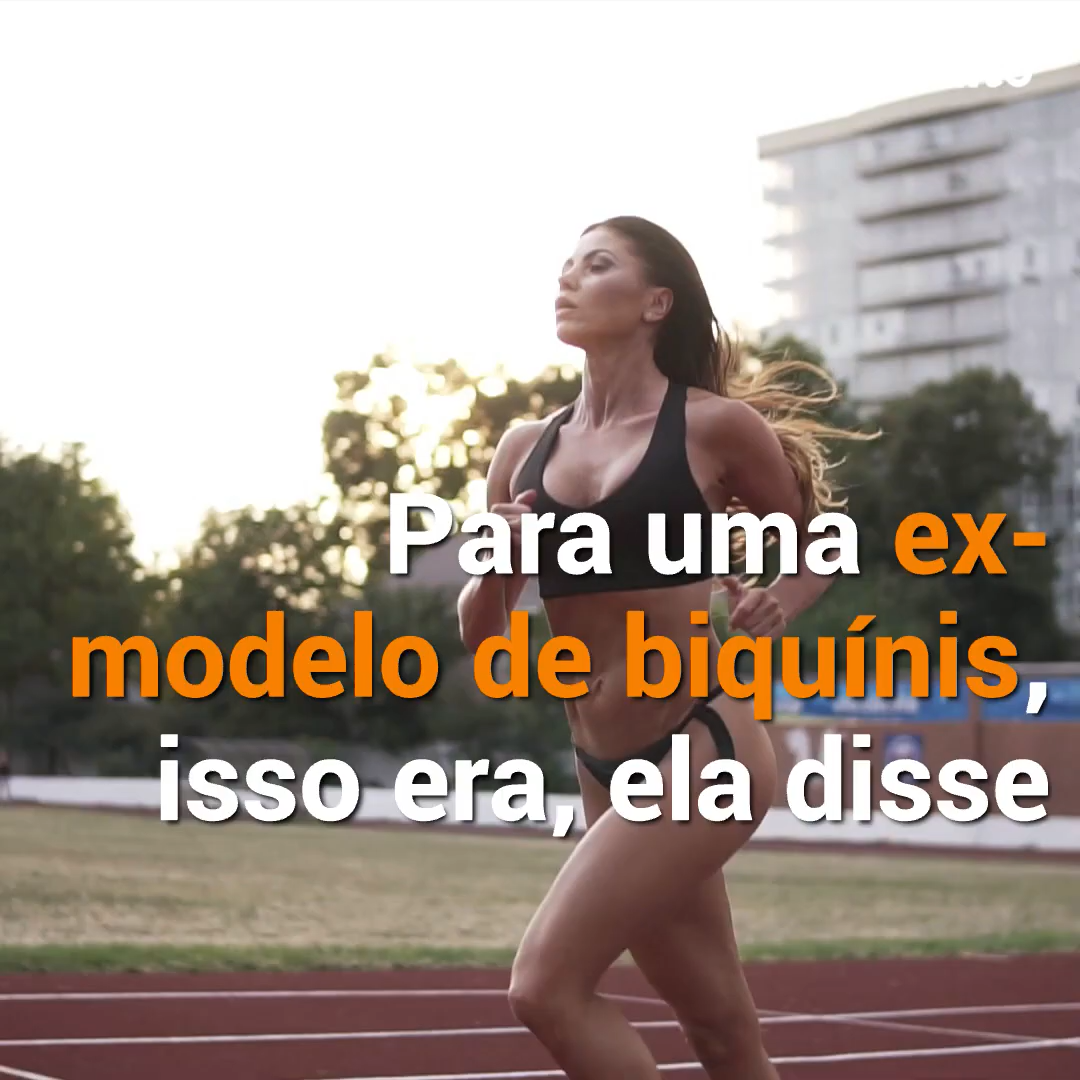 Para uma ex-
modelo de biquínis,
isso era, ela disse